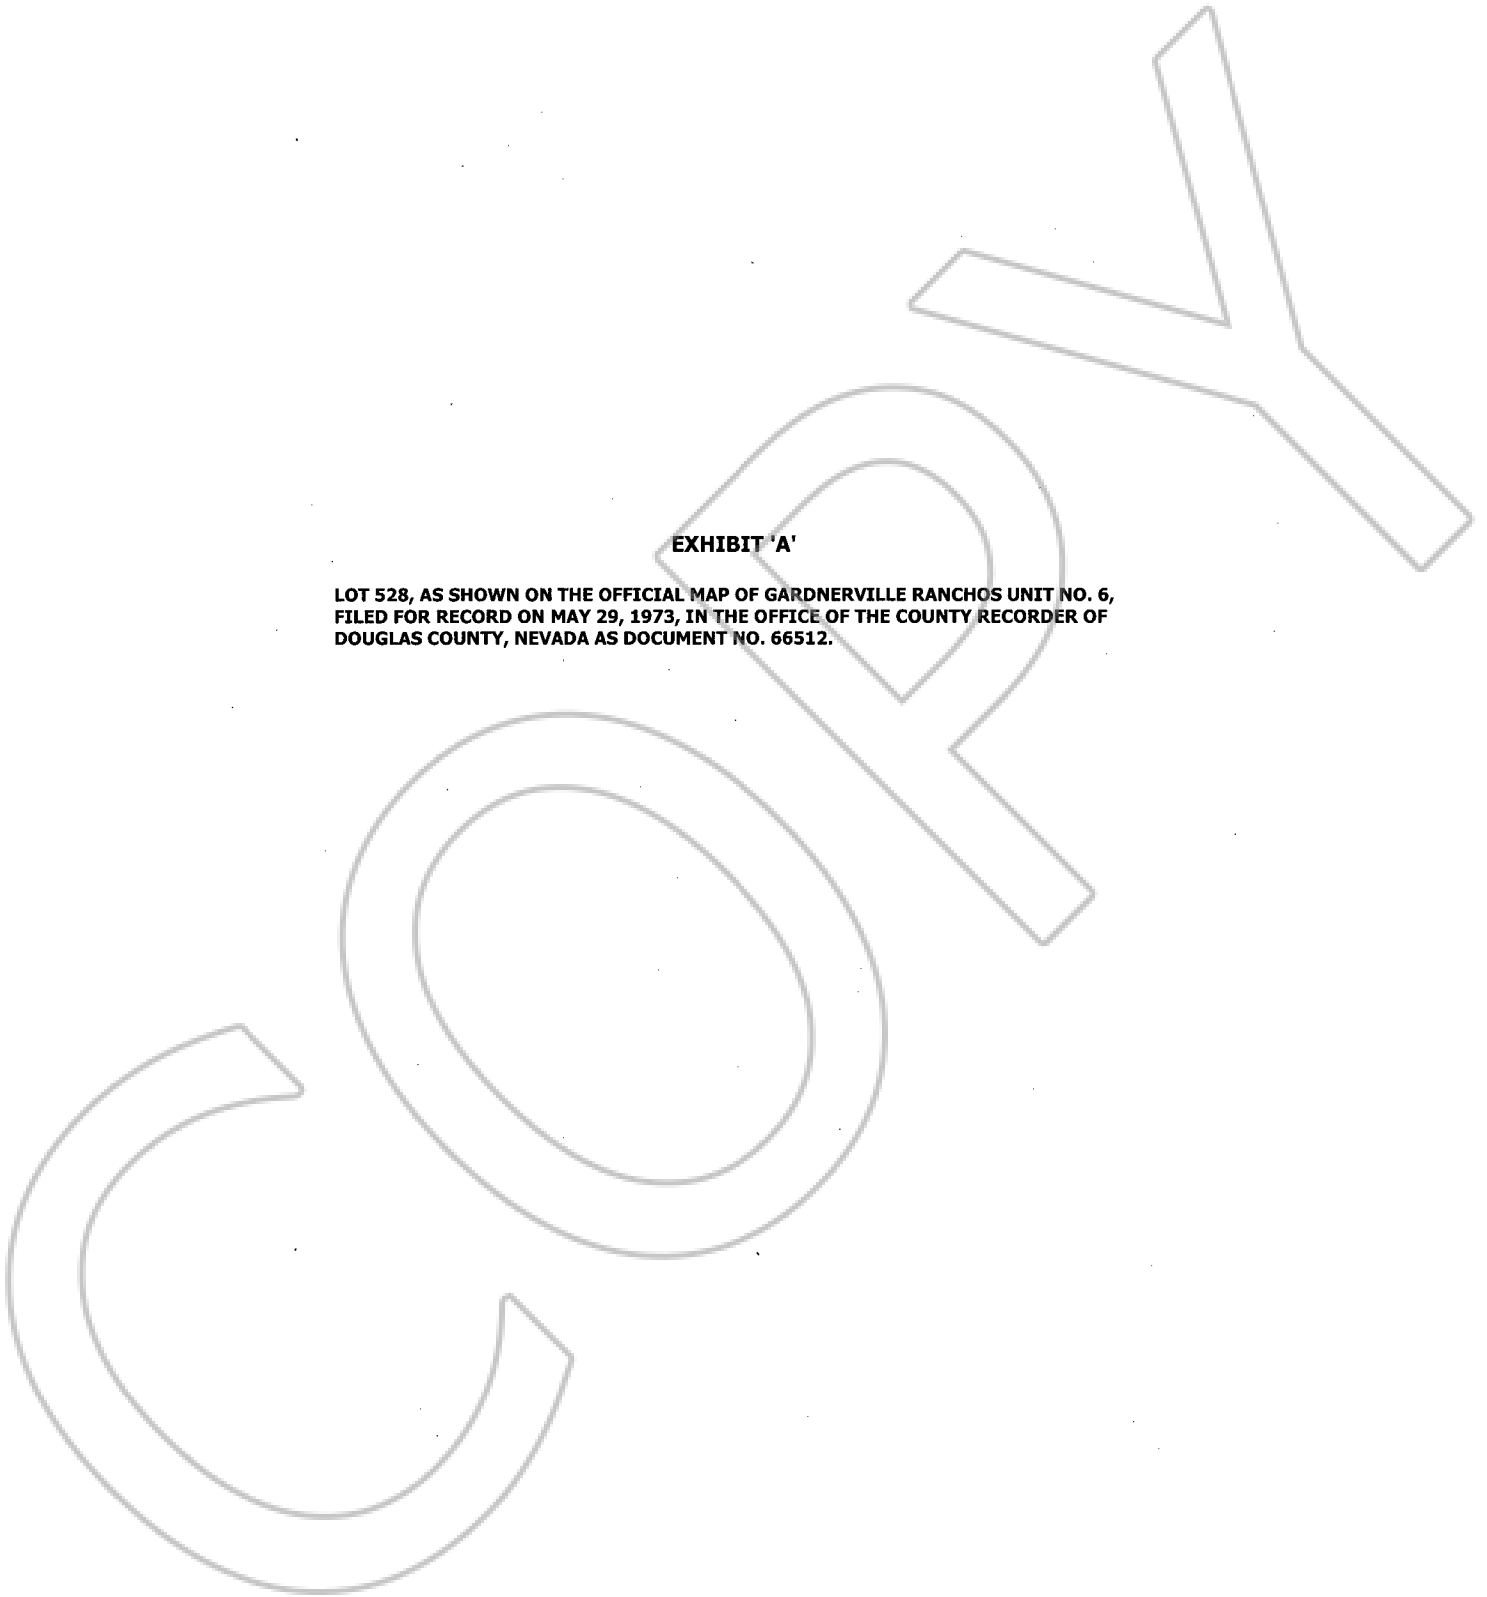 EXHIBIT 'A'
LOT 528, AS SHOWN ON THE OFFICIAL MAP OF GARDNERVILLE RANCHOS UNIT NO. 6,
FILED FOR RECORD ON MAY 29, 1973, IN THE OFFICE OF THE COUNTY RECORDER OF
DOUGLAS COUNTY, NEVADA AS DOCUMENT NO. 66512.
COPY